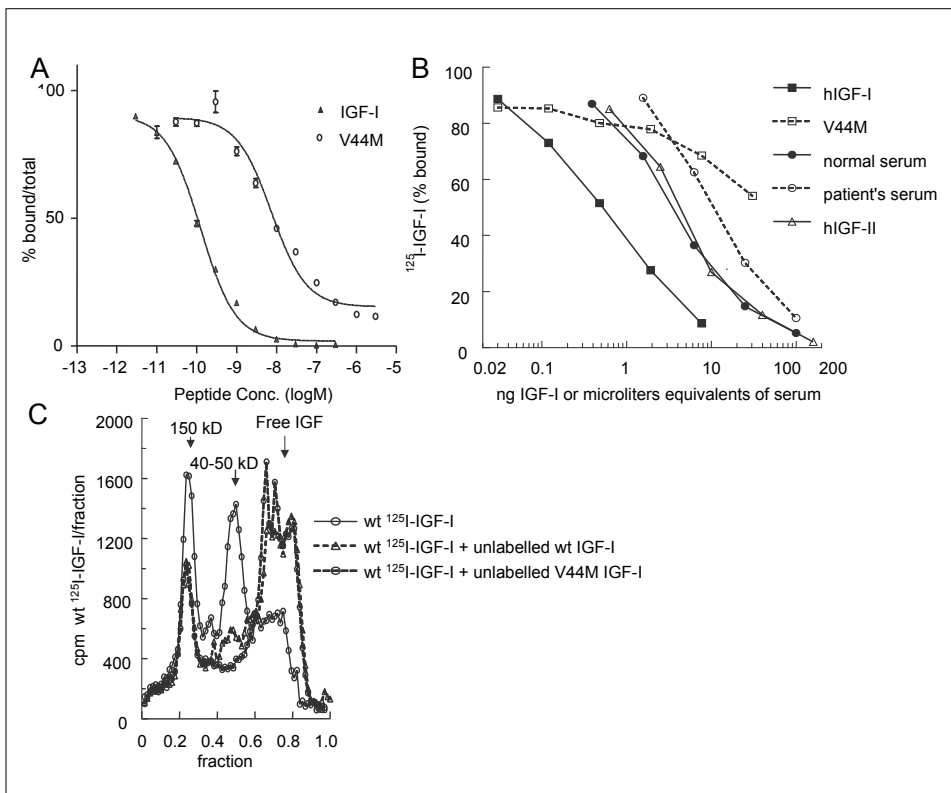 A
% bound/total
100
50
0
-13 -12 -11 -10 -9 -8 -7 -6 -5
Peptide Conc. (logM)
IGF-I
V44M
B
¹²⁵I-IGF-I (% bound)
100
80
60
40
20
0
0.02 0.1 1 10 100 200
ng IGF-I or microliters equivalents of serum
hIGF-I
V44M
normal serum
patient's serum
hIGF-II
C
cpm wt ¹²⁵I-IGF-I/fraction
2000
1600
1200
800
400
0
0 0.2 0.4 0.6 0.8 1.0
fraction
150 kD
40-50 kD
Free IGF
wt ¹²⁵I-IGF-I
wt ¹²⁵I-IGF-I + unlabelled wt IGF-I
wt ¹²⁵I-IGF-I + unlabelled V44M IGF-I